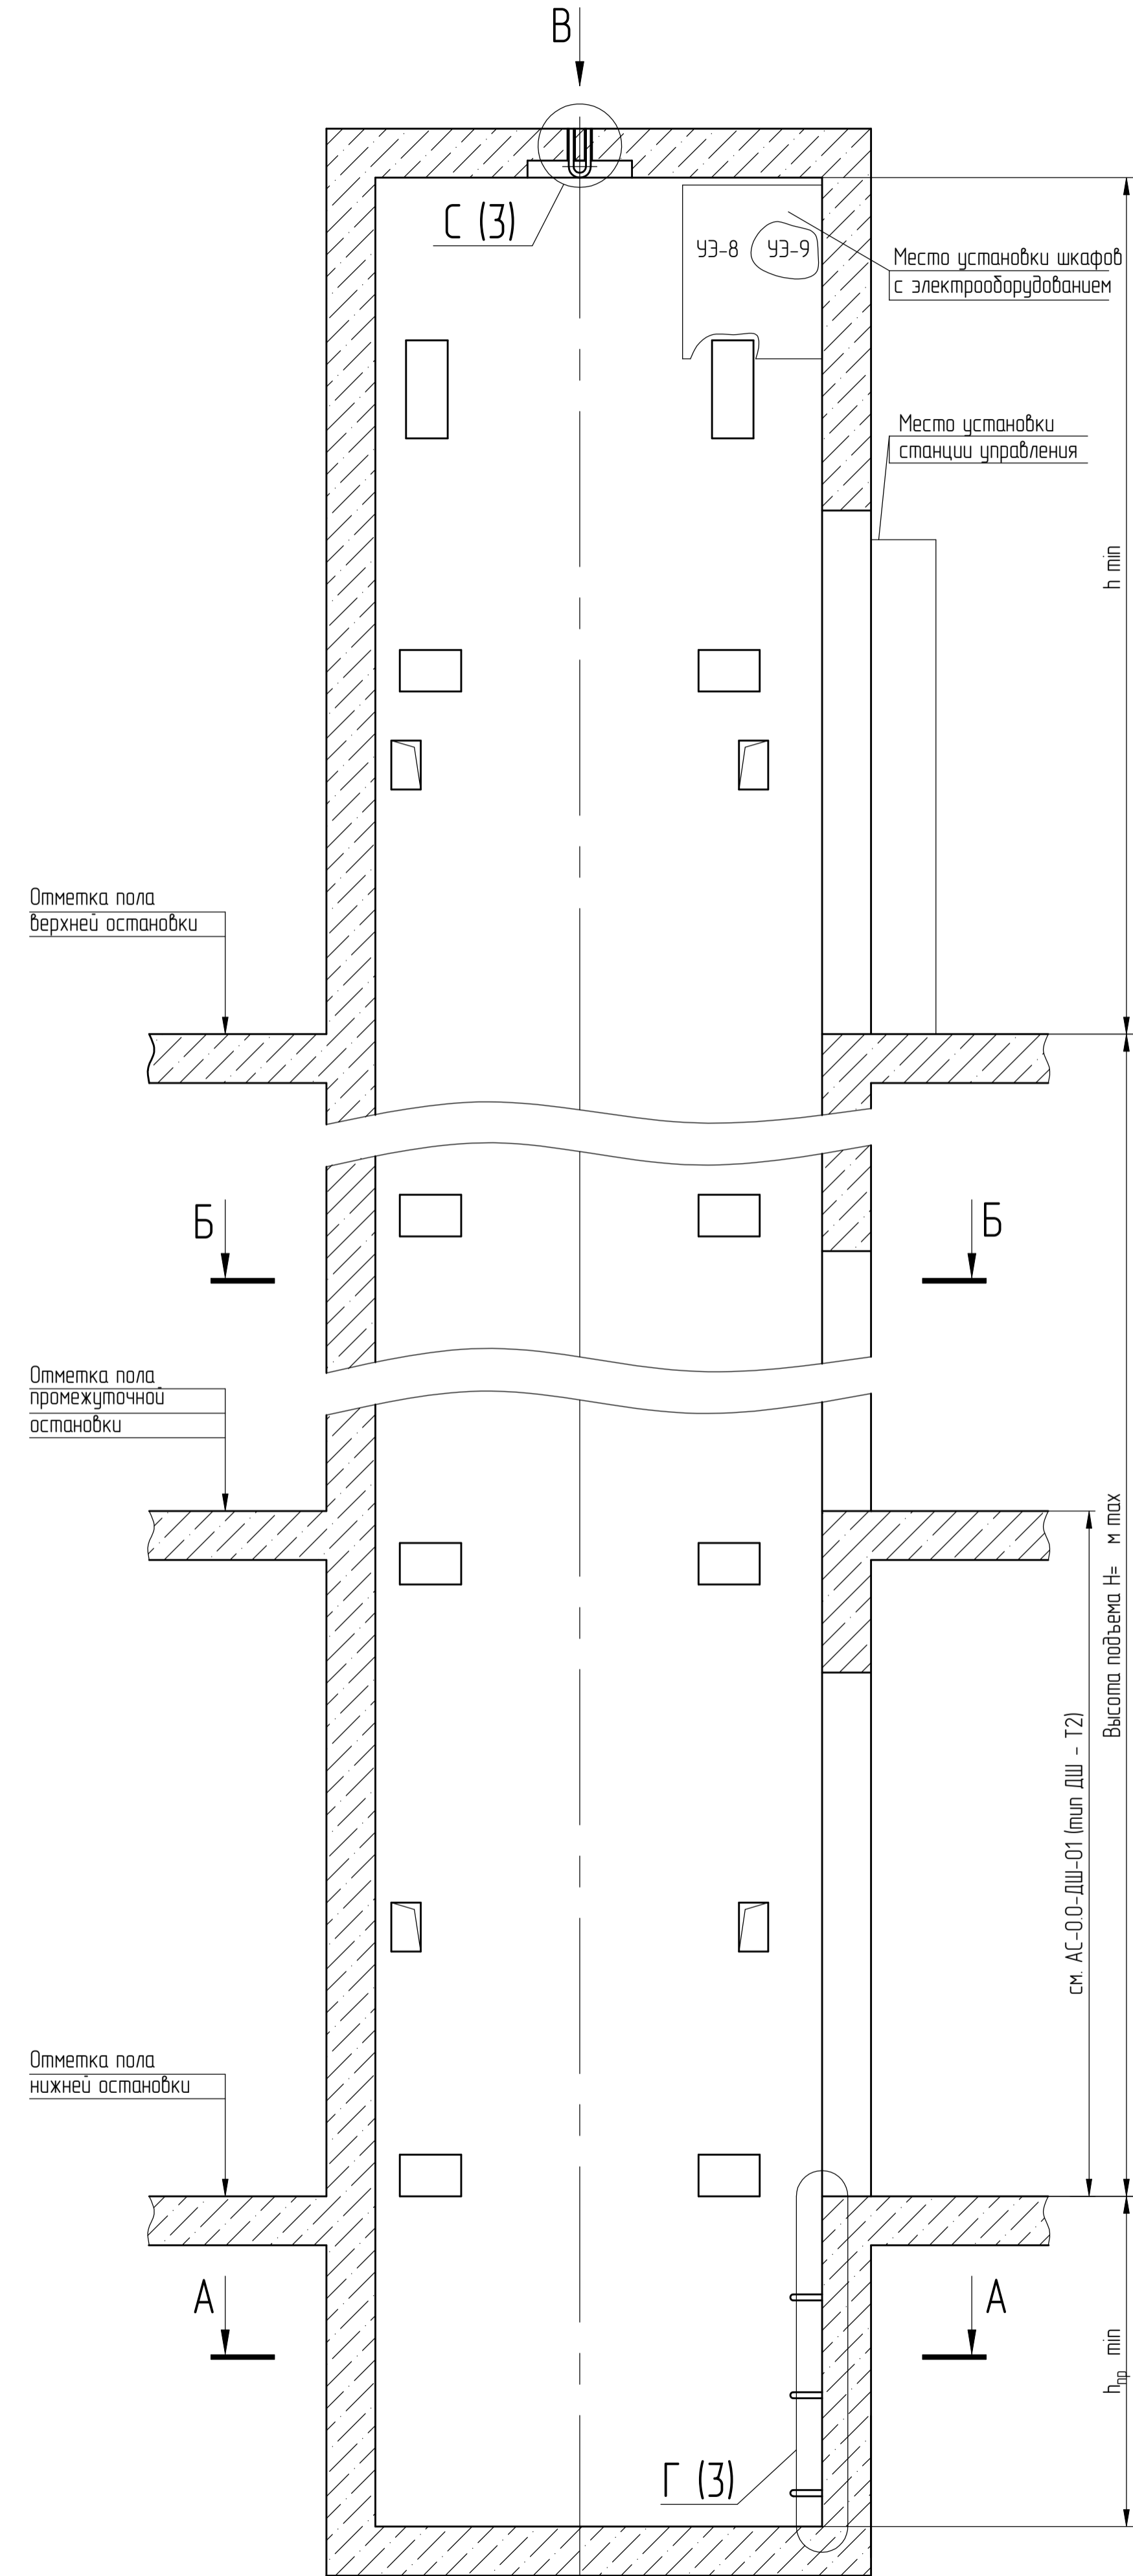 В
С (3)
УЭ-8
УЭ-9
Место установки шкафов
с электрооборудованием
Место установки
станции управления
h min
Отметка пола
верхней остановки
Б
Б
Отметка пола
промежуточной
остановки
Высота подъема Н= м max
см. АС-0.0-ДШ-01 (тип ДШ - Т2)
Отметка пола
нижней остановки
А
А
hпр min
Г (3)